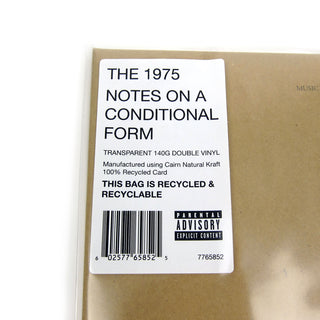 THE 1975
NOTES ON A
CONDITIONAL
FORM
TRANSPARENT 140G DOUBLE VINYL
Manufactured using Cairn Natural Kraft
100% Recycled Card
THIS BAG IS RECYCLED &
RECYCLABLE
PARENTAL
ADVISORY
EXPLICIT CONTENT
6 02577 65852 5
7765852
MUSIC